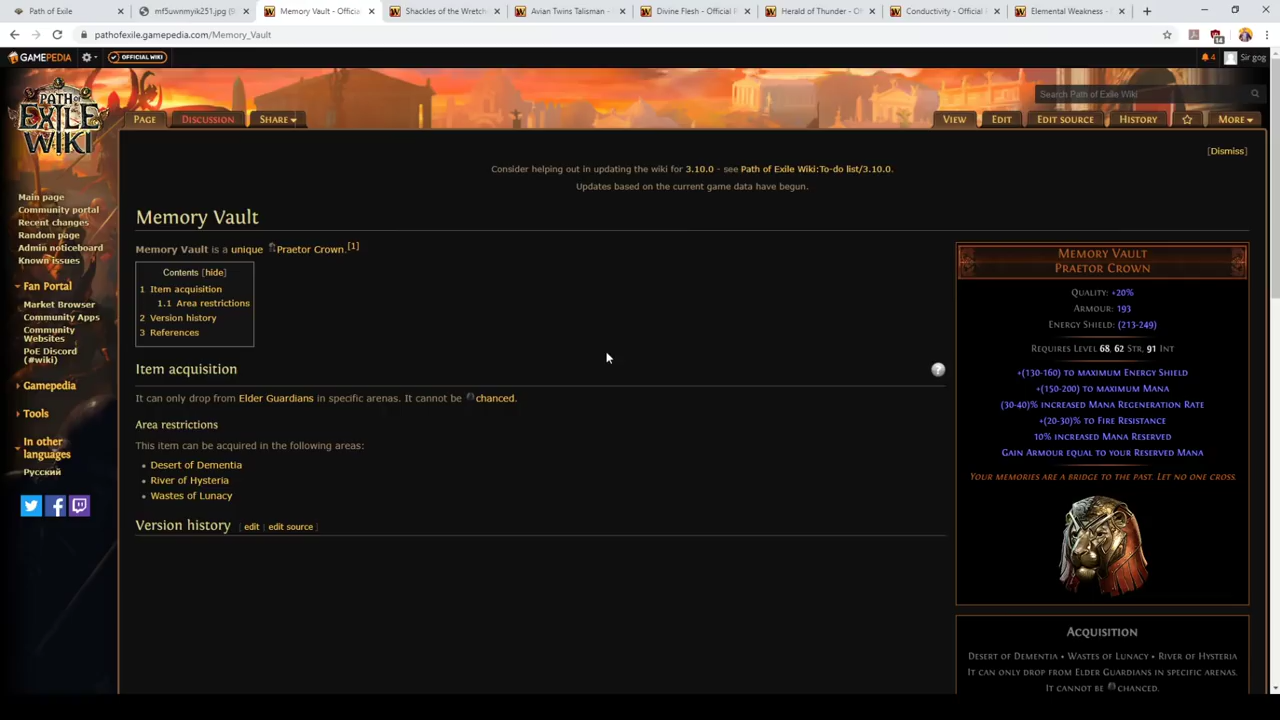 Path of Exile
mf5uwnmyik251.jpg (9
Memory Vault - Officia
Shackles of the Wretch
Avian Twins Talisman -
Divine Flesh - Official P
Herald of Thunder - Of
Conductivity - Official
Elemental Weakness -
pathofexile.gamepedia.com/Memory_Vault
14
GAMEPEDIA
OFFICIAL WIKI
4
Sir gog
PATH OF EXILE WIKI
Search Path of Exile Wiki
PAGE
DISCUSSION
SHARE
VIEW
EDIT
EDIT SOURCE
HISTORY
MORE
[Dismiss]
Consider helping out in updating the wiki for 3.10.0 - see Path of Exile Wiki:To-do list/3.10.0.
Updates based on the current game data have begun.
Main page
Community portal
Recent changes
Random page
Admin noticeboard
Known issues
Fan Portal
Market Browser
Community Apps
Community
Websites
PoE Discord
(#wiki)
Gamepedia
Tools
In other
languages
Русский
Memory Vault
Memory Vault is a unique Praetor Crown.[1]
Contents [hide]
1 Item acquisition
1.1 Area restrictions
2 Version history
3 References
Item acquisition
?
It can only drop from Elder Guardians in specific arenas. It cannot be chanced.
Area restrictions
This item can be acquired in the following areas:
Desert of Dementia
River of Hysteria
Wastes of Lunacy
Version history [ edit | edit source ]
MEMORY VAULT
PRAETOR CROWN
QUALITY: +20%
ARMOUR: 193
ENERGY SHIELD: (213-249)
REQUIRES LEVEL 68, 62 STR, 91 INT
+(130-160) TO MAXIMUM ENERGY SHIELD
+(150-200) TO MAXIMUM MANA
(30-40)% INCREASED MANA REGENERATION RATE
+(20-30)% TO FIRE RESISTANCE
10% INCREASED MANA RESERVED
GAIN ARMOUR EQUAL TO YOUR RESERVED MANA
YOUR MEMORIES ARE A BRIDGE TO THE PAST. LET NO ONE CROSS.
ACQUISITION
DESERT OF DEMENTIA • WASTES OF LUNACY • RIVER OF HYSTERIA
IT CAN ONLY DROP FROM ELDER GUARDIANS IN SPECIFIC ARENAS.
IT CANNOT BE CHANCED.